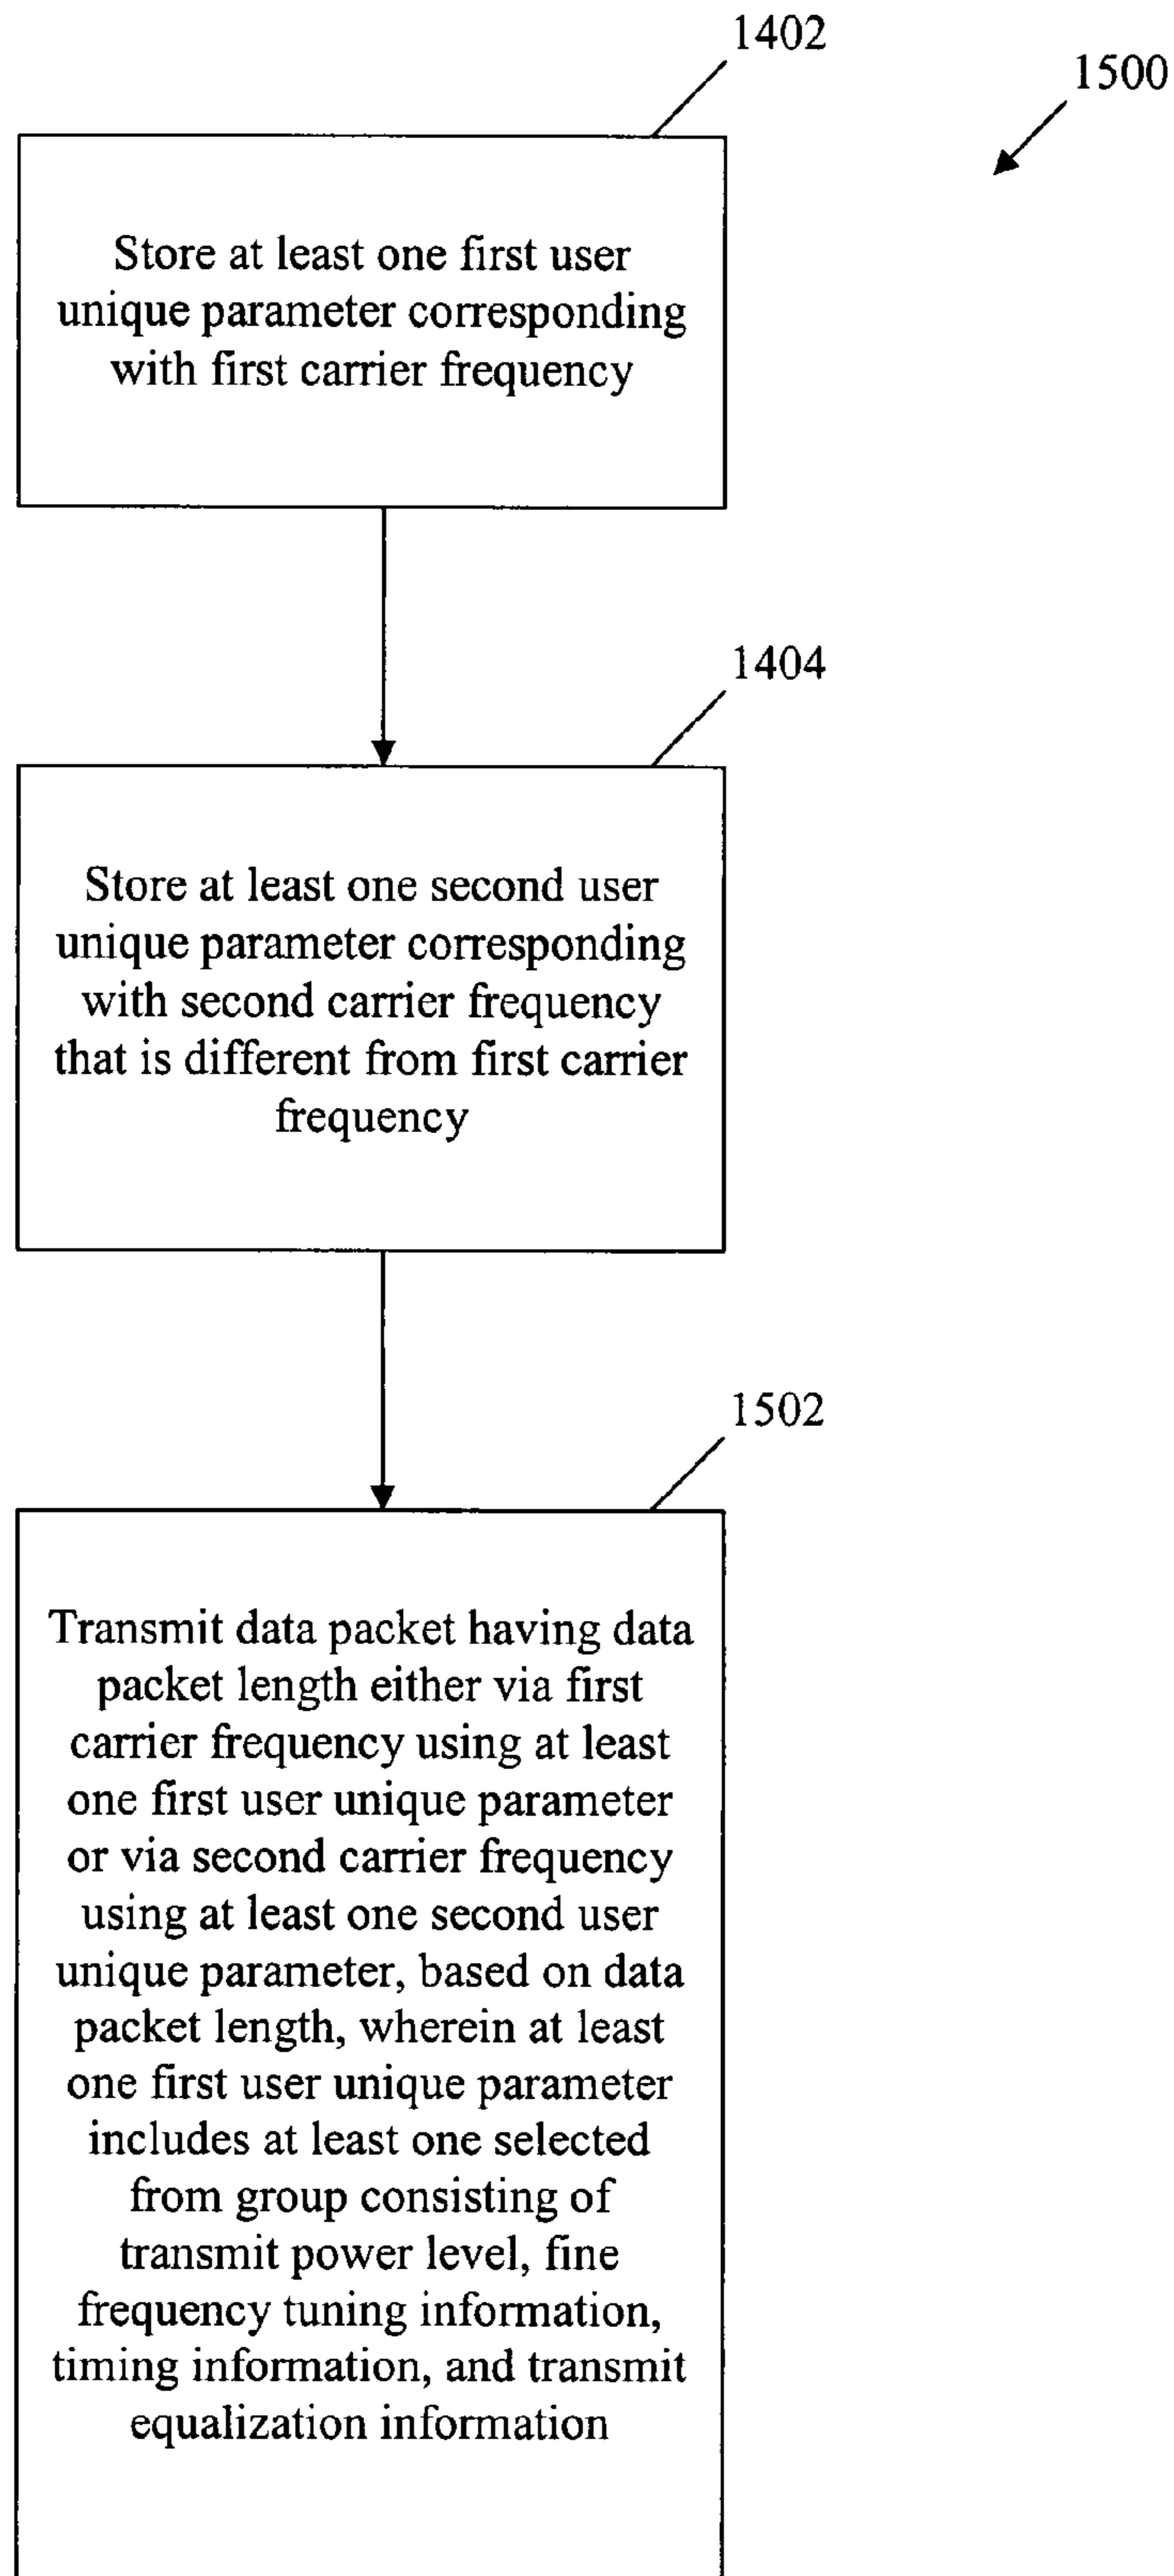 1402
1500
Store at least one first user
unique parameter corresponding
with first carrier frequency
1404
Store at least one second user
unique parameter corresponding
with second carrier frequency
that is different from first carrier
frequency
1502
Transmit data packet having data
packet length either via first
carrier frequency using at least
one first user unique parameter
or via second carrier frequency
using at least one second user
unique parameter, based on data
packet length, wherein at least
one first user unique parameter
includes at least one selected
from group consisting of
transmit power level, fine
frequency tuning information,
timing information, and transmit
equalization information